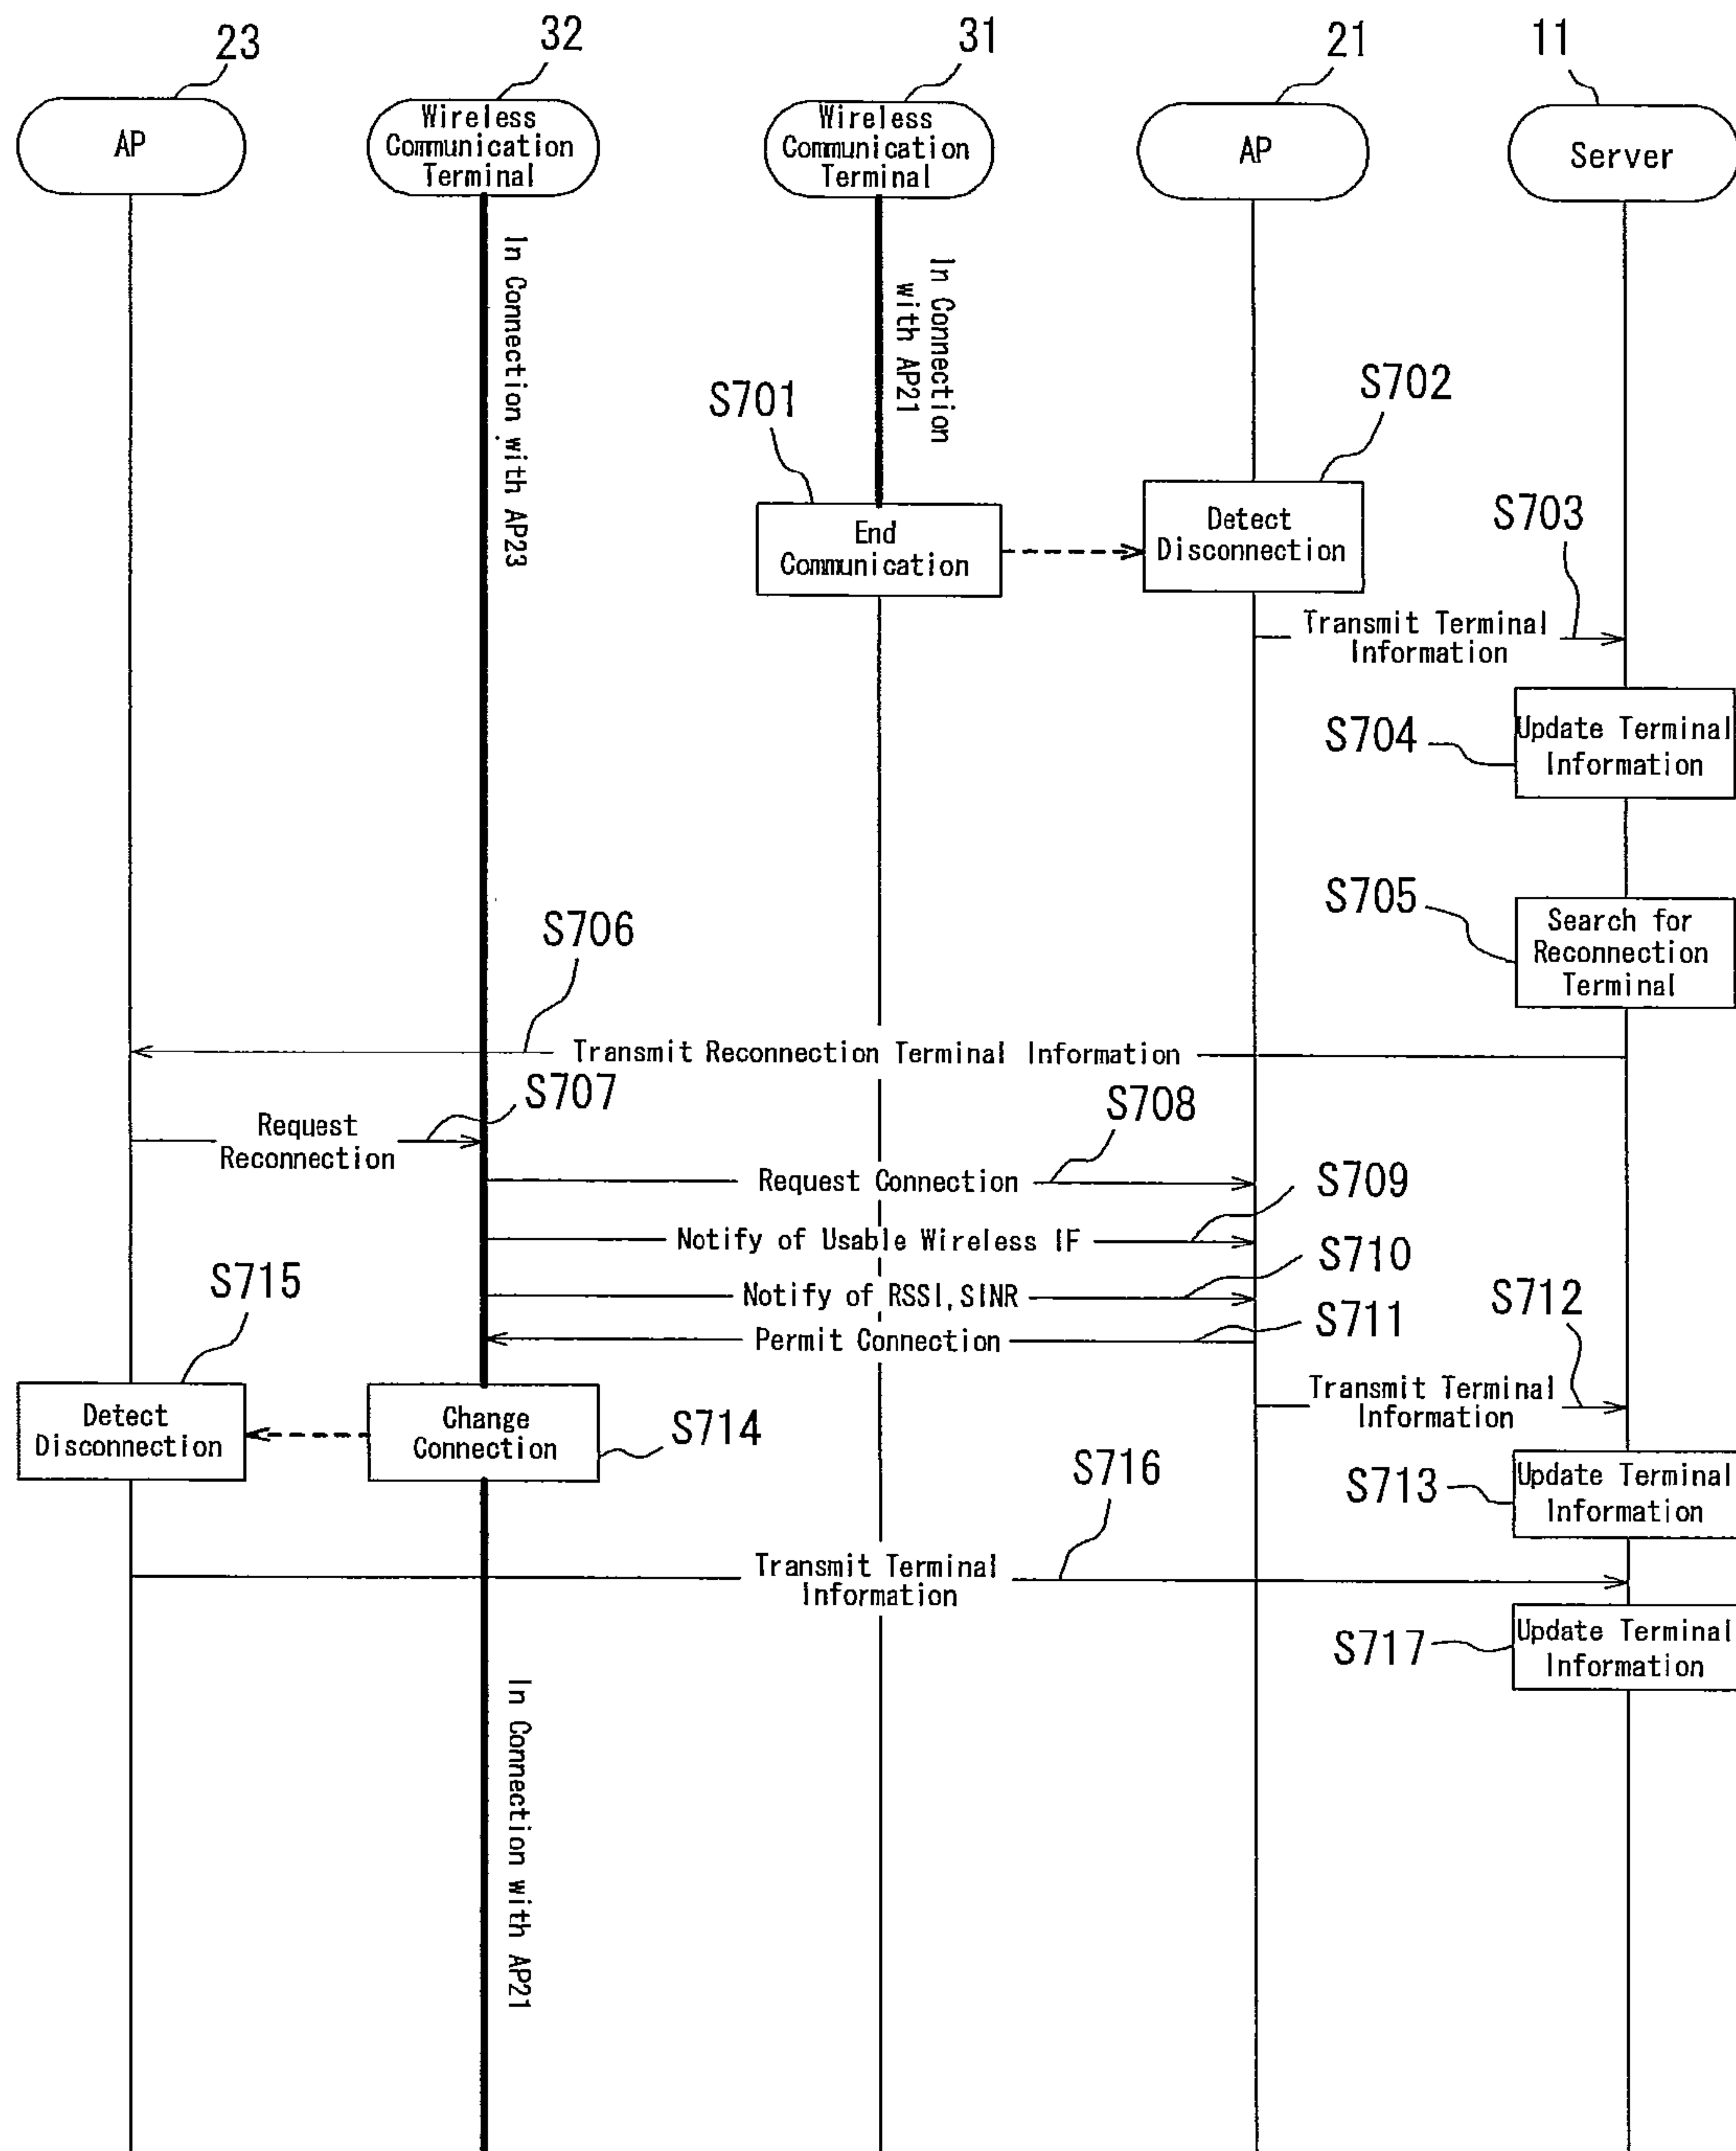 23
32
31
21
11
AP
Wireless
Communication
Terminal
Wireless
Communication
Terminal
AP
Server
In Connection with AP23
In Connection
with AP21
S701
S702
End
Communication
Detect
Disconnection
S703
Transmit Terminal
Information
S704
Update Terminal
Information
S705
Search for
Reconnection
Terminal
S706
Transmit Reconnection Terminal Information
S707
Request
Reconnection
S708
Request Connection
S709
Notify of Usable Wireless IF
S710
Notify of RSSI,SINR
S711
Permit Connection
S712
Transmit Terminal
Information
S715
Detect
Disconnection
Change
Connection
S714
S713
Update Terminal
Information
S716
Transmit Terminal
Information
S717
Update Terminal
Information
In Connection with AP21